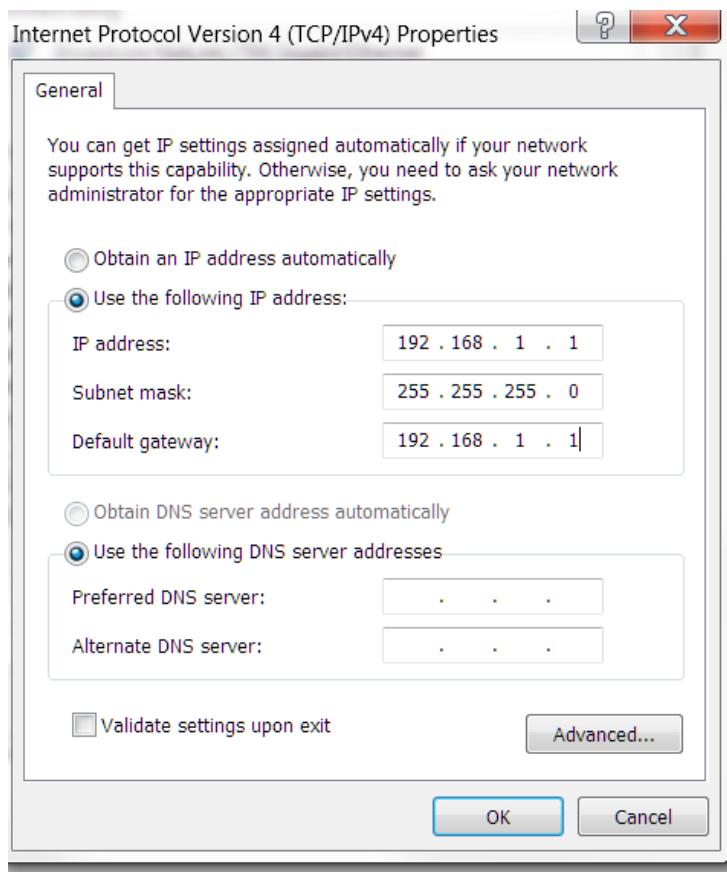 Internet Protocol Version 4 (TCP/IPv4) Properties
General
You can get IP settings assigned automatically if your network
supports this capability. Otherwise, you need to ask your network
administrator for the appropriate IP settings.
Obtain an IP address automatically
Use the following IP address:
IP address: 192 . 168 . 1 . 1
Subnet mask: 255 . 255 . 255 . 0
Default gateway: 192 . 168 . 1 . 1
Obtain DNS server address automatically
Use the following DNS server addresses
Preferred DNS server: . . .
Alternate DNS server: . . .
Validate settings upon exit
Advanced...
OK Cancel